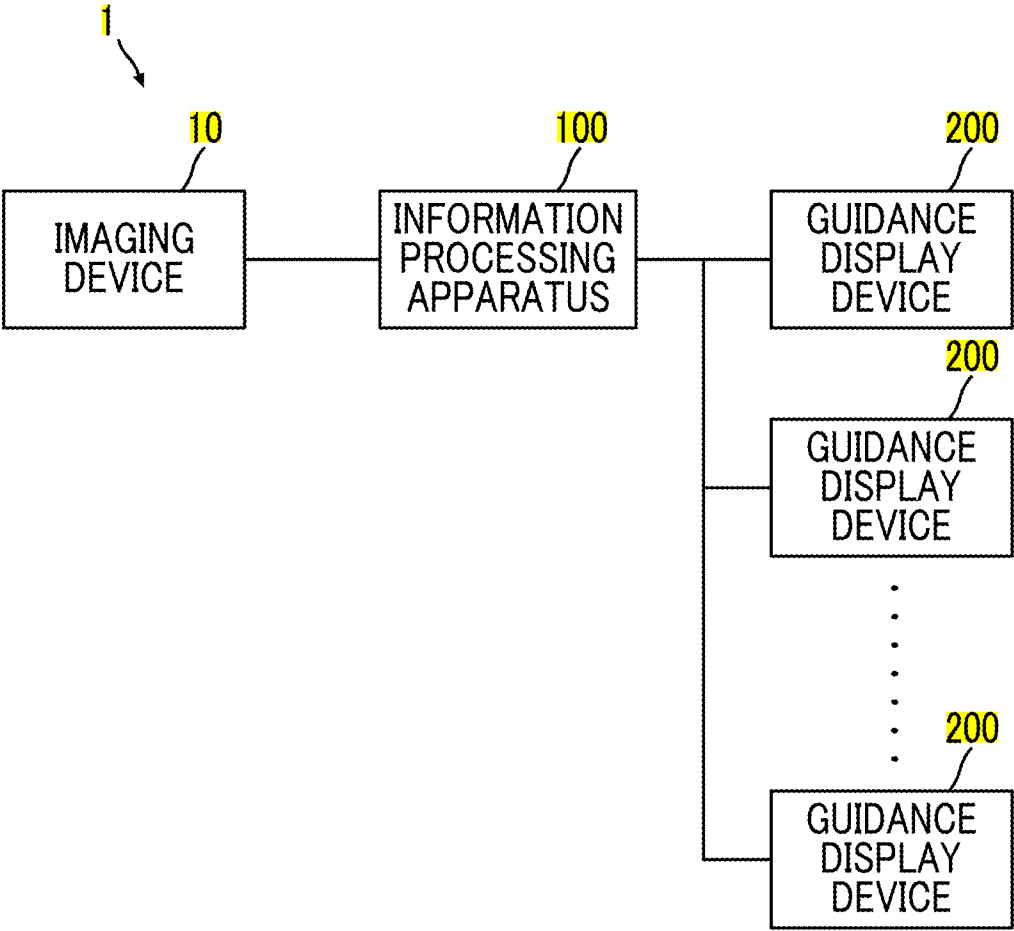 1
10
IMAGING
DEVICE
100
INFORMATION
PROCESSING
APPARATUS
200
GUIDANCE
DISPLAY
DEVICE
200
GUIDANCE
DISPLAY
DEVICE
200
GUIDANCE
DISPLAY
DEVICE